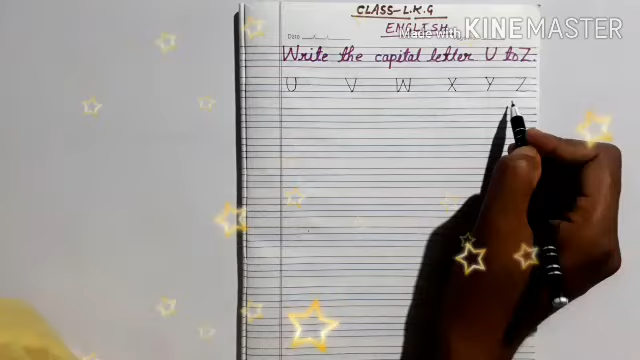 CLASS-L.K.G
ENGLISH
Date
Made with KINEMASTER
Write the capital letter U to Z.
U V W X Y Z